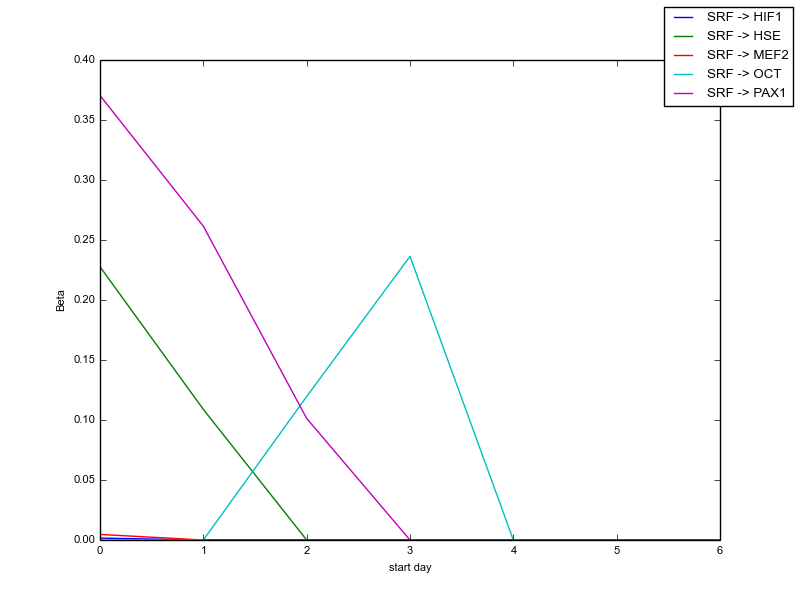 SRF -> HIF1
SRF -> HSE
SRF -> MEF2
SRF -> OCT
SRF -> PAX1
0.40
0.35
0.30
0.25
0.20
0.15
0.10
0.05
0.00
Beta
0 1 2 3 4 5 6
start day